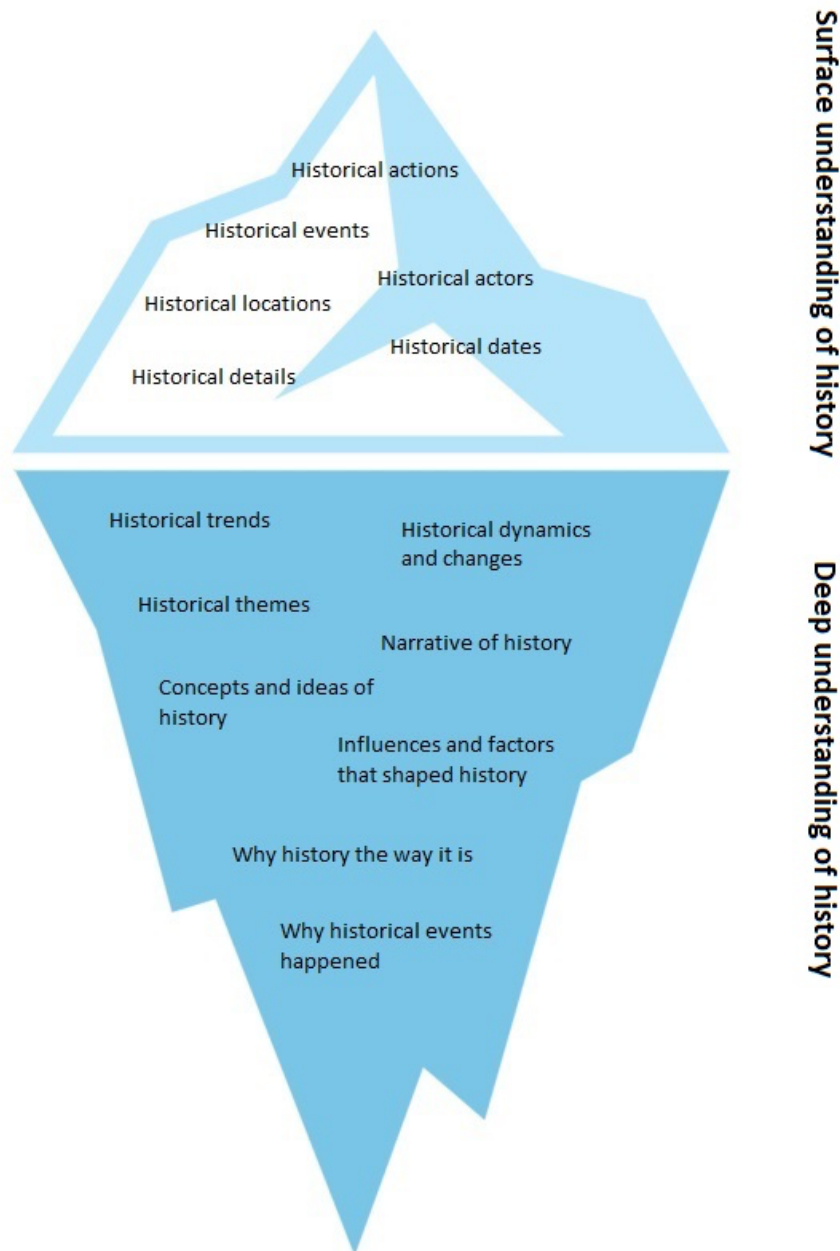 Surface understanding of history
Historical actions
Historical events
Historical actors
Historical locations
Historical dates
Historical details
Deep understanding of history
Historical trends
Historical dynamics
and changes
Historical themes
Narrative of history
Concepts and ideas of
history
Influences and factors
that shaped history
Why history the way it is
Why historical events
happened